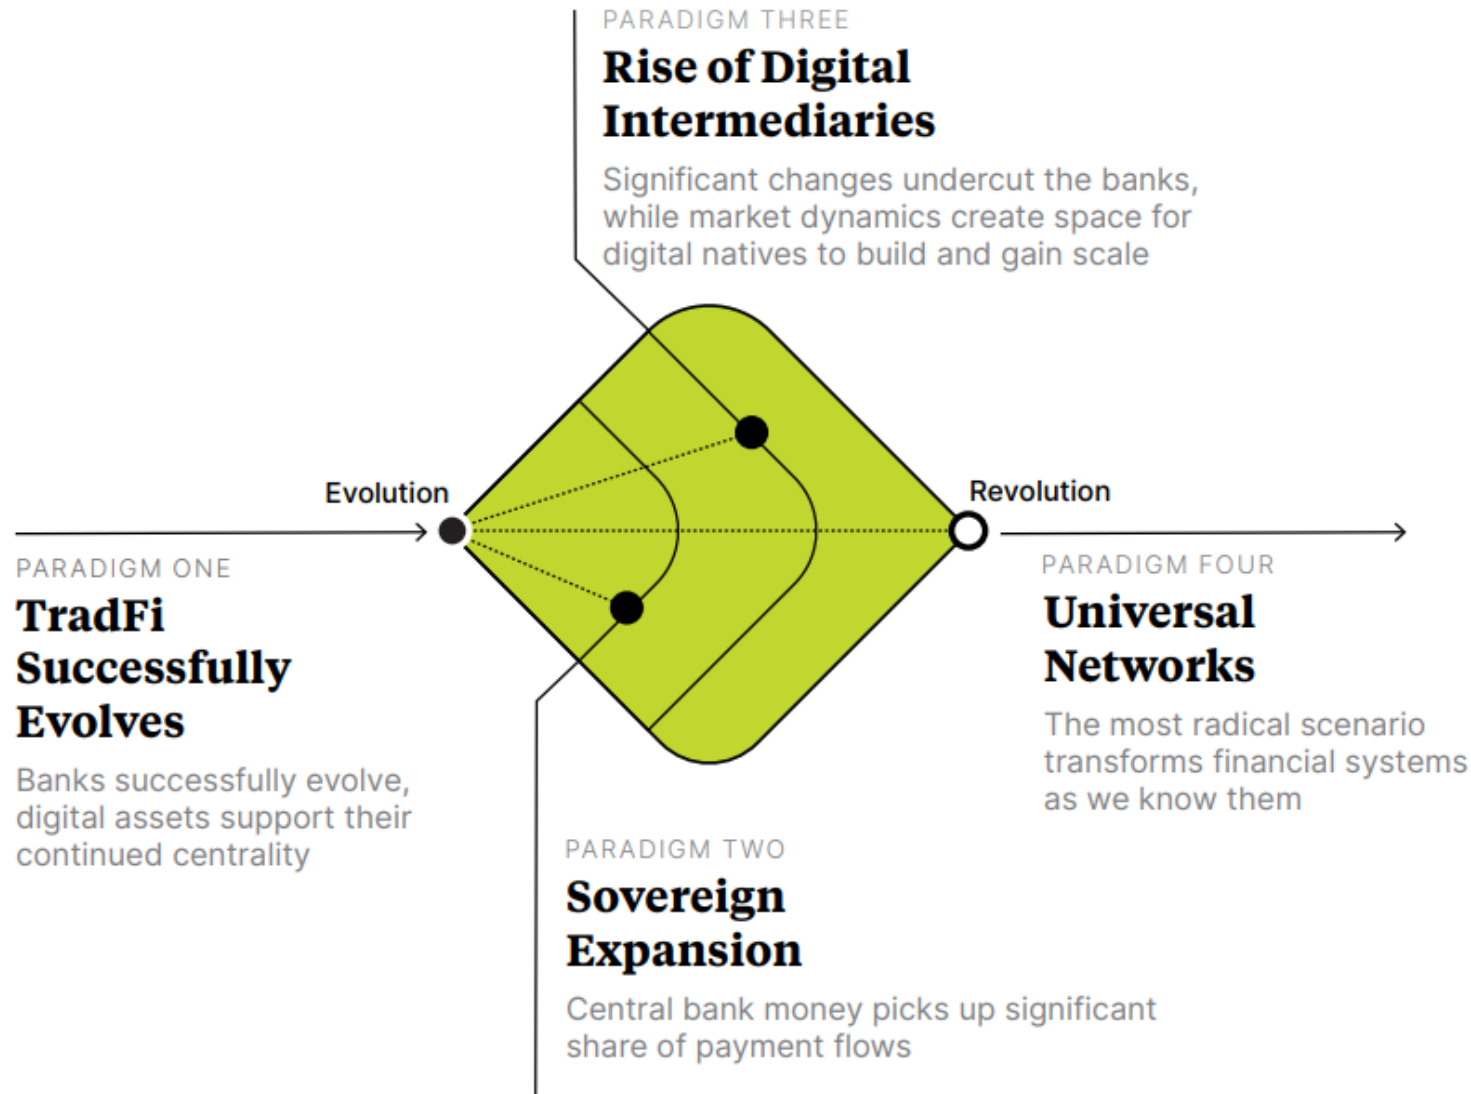 PARADIGM THREE
Rise of Digital
Intermediaries
Significant changes undercut the banks,
while market dynamics create space for
digital natives to build and gain scale
Evolution
Revolution
PARADIGM ONE
TradFi
Successfully
Evolves
Banks successfully evolve,
digital assets support their
continued centrality
PARADIGM FOUR
Universal
Networks
The most radical scenario
transforms financial systems
as we know them
PARADIGM TWO
Sovereign
Expansion
Central bank money picks up significant
share of payment flows